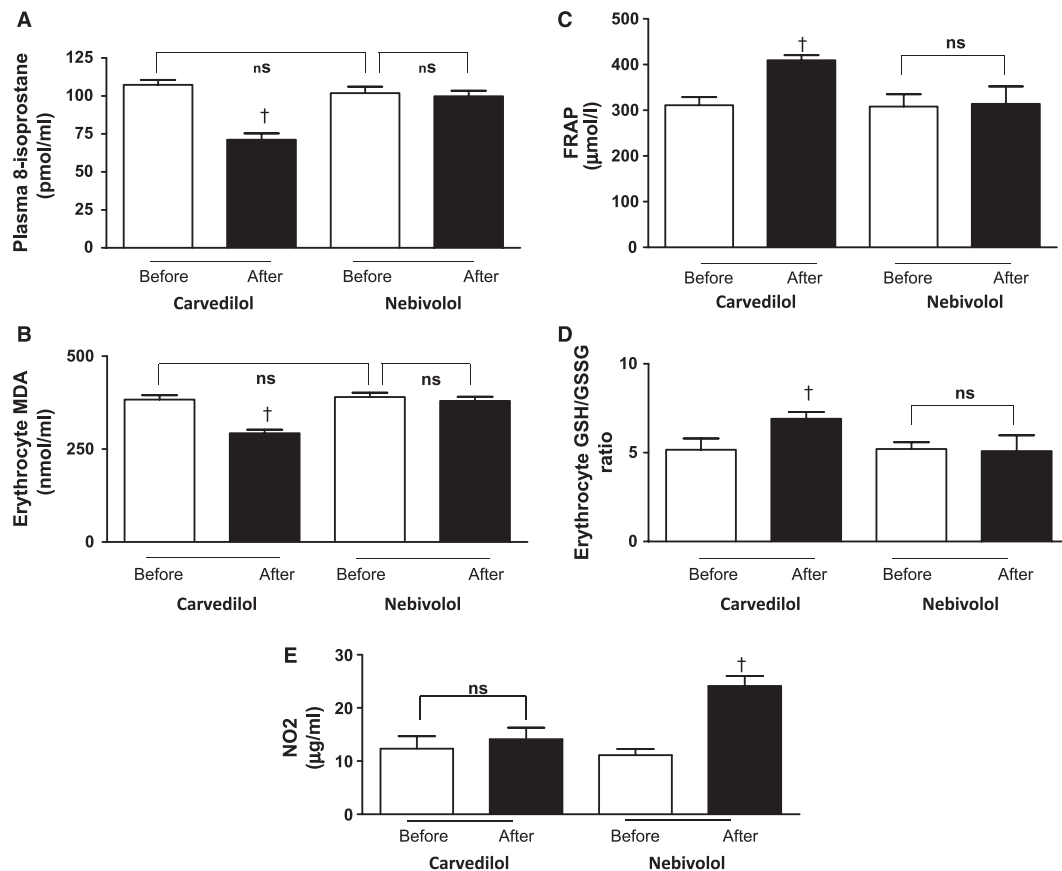 A
Plasma 8-isoprostane
(pmol/ml)
125
100
75
50
25
0
ns
ns
†
Before
After
Before
After
Carvedilol
Nebivolol
C
FRAP
(μmol/l)
500
400
300
200
100
0
†
ns
Before
After
Before
After
Carvedilol
Nebivolol
B
Erythrocyte MDA
(nmol/ml)
500
250
0
ns
ns
†
Before
After
Before
After
Carvedilol
Nebivolol
D
Erythrocyte GSH/GSSG
ratio
10
5
0
†
ns
Before
After
Before
After
Carvedilol
Nebivolol
E
NO2
(μg/ml)
30
20
10
0
ns
†
Before
After
Before
After
Carvedilol
Nebivolol